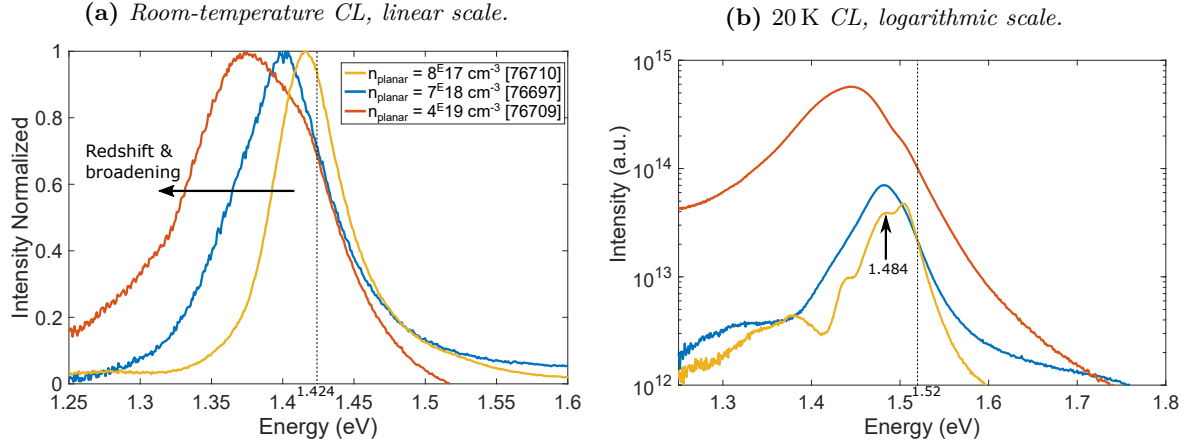 (a) Room-temperature CL, linear scale.
Intensity Normalized
1
0.8
0.6
0.4
0.2
0
n_planar = 8^E17 cm^-3 [76710]
n_planar = 7^E18 cm^-3 [76697]
n_planar = 4^E19 cm^-3 [76709]
Redshift &
broadening
1.424
1.25 1.3 1.35 1.4 1.45 1.5 1.55 1.6
Energy (eV)
(b) 20 K CL, logarithmic scale.
Intensity (a.u.)
10^15
10^14
10^13
10^12
1.484
1.52
1.3 1.4 1.5 1.6 1.7 1.8
Energy (eV)